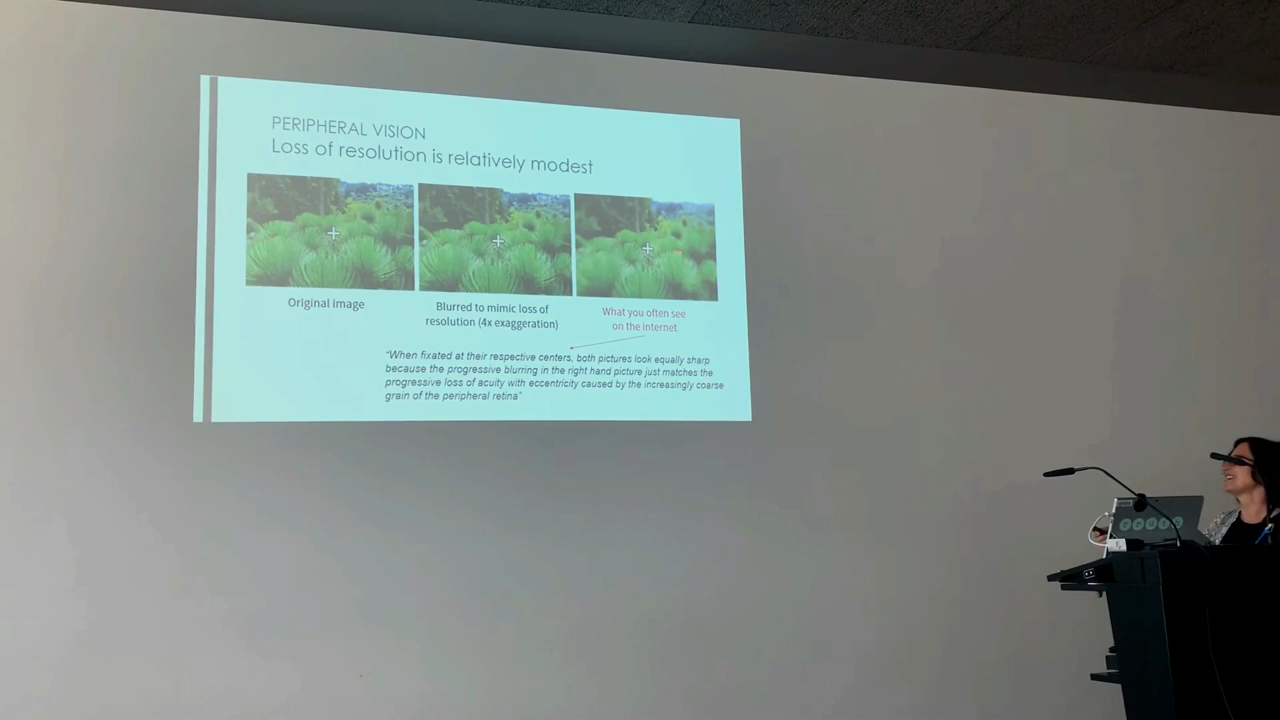 PERIPHERAL VISION
Loss of resolution is relatively modest
Original image
Blurred to mimic loss of
resolution (4x exaggeration)
What you often see
on the internet
“When fixated at their respective centers, both pictures look equally sharp
because the progressive blurring in the right hand picture just matches the
progressive loss of acuity with eccentricity caused by the increasingly coarse
grain of the peripheral retina”